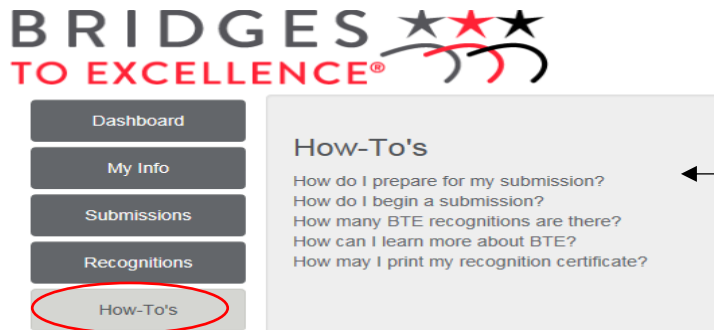 BRIDGES
TO EXCELLENCE®
Dashboard
My Info
Submissions
Recognitions
How-To's
How-To's
How do I prepare for my submission?
How do I begin a submission?
How many BTE recognitions are there?
How can I learn more about BTE?
How may I print my recognition certificate?